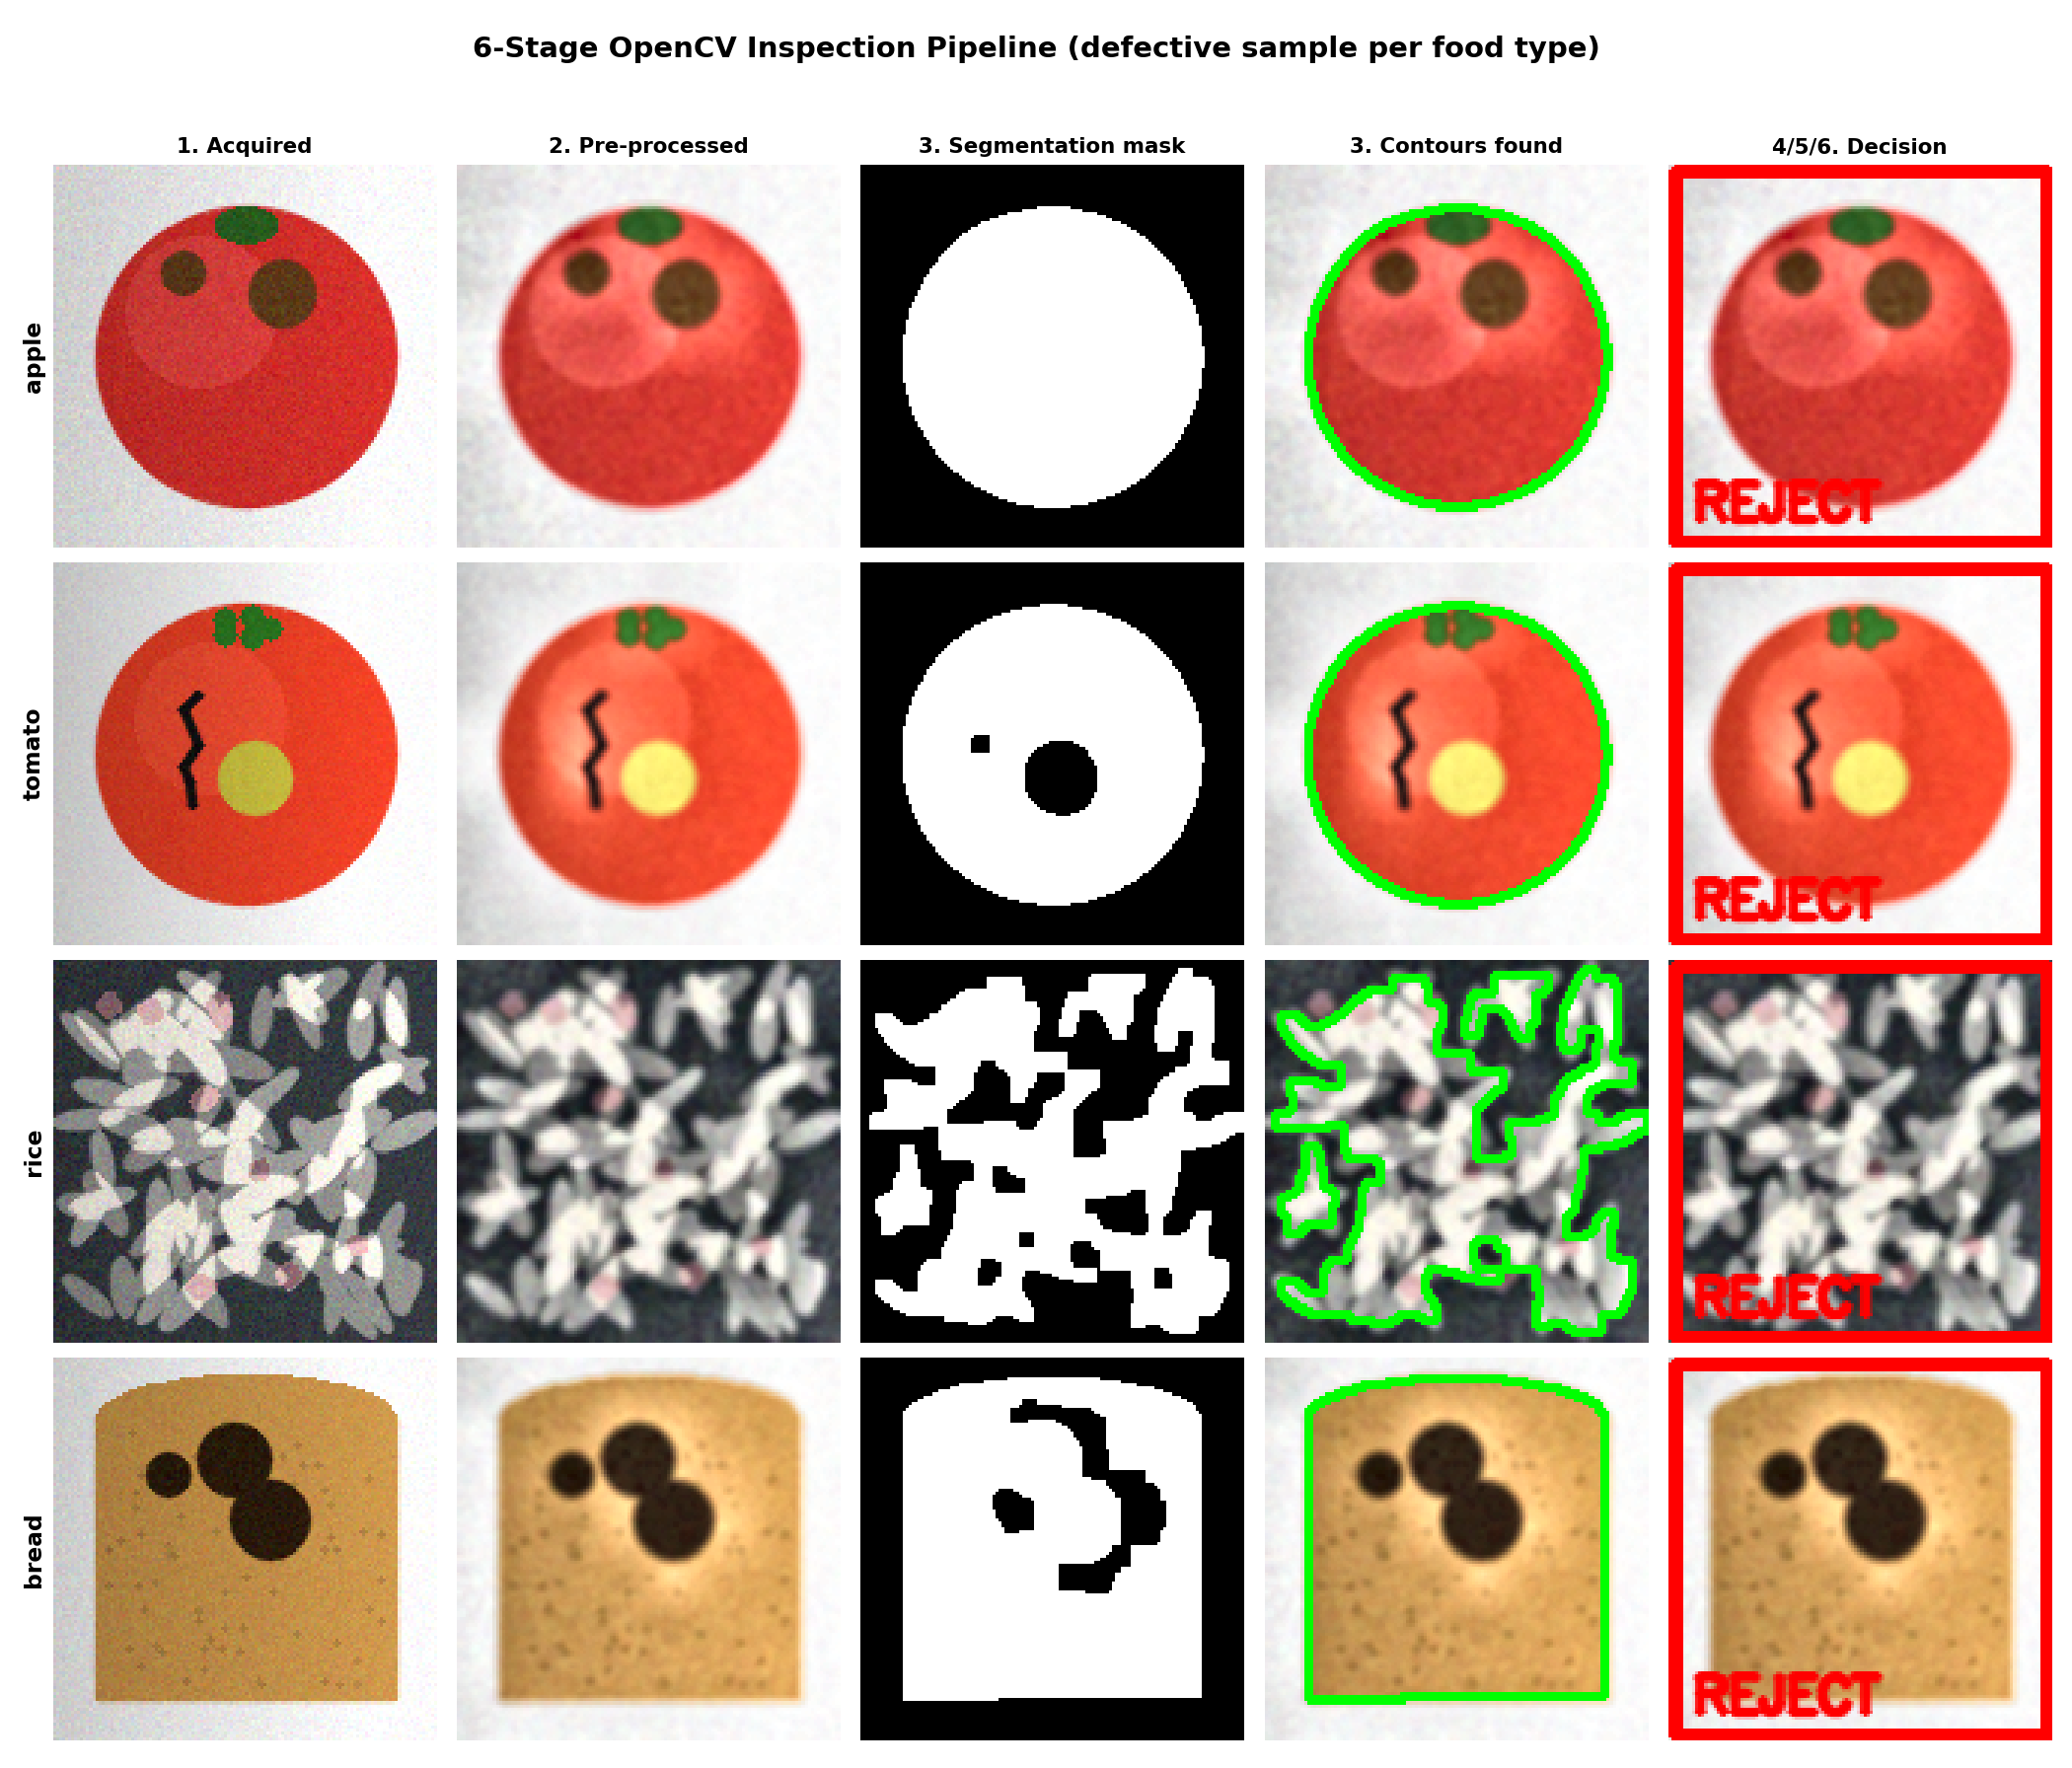 6-Stage OpenCV Inspection Pipeline (defective sample per food type)
1. Acquired
2. Pre-processed
3. Segmentation mask
3. Contours found
4/5/6. Decision
apple
REJECT
tomato
REJECT
rice
REJECT
bread
REJECT